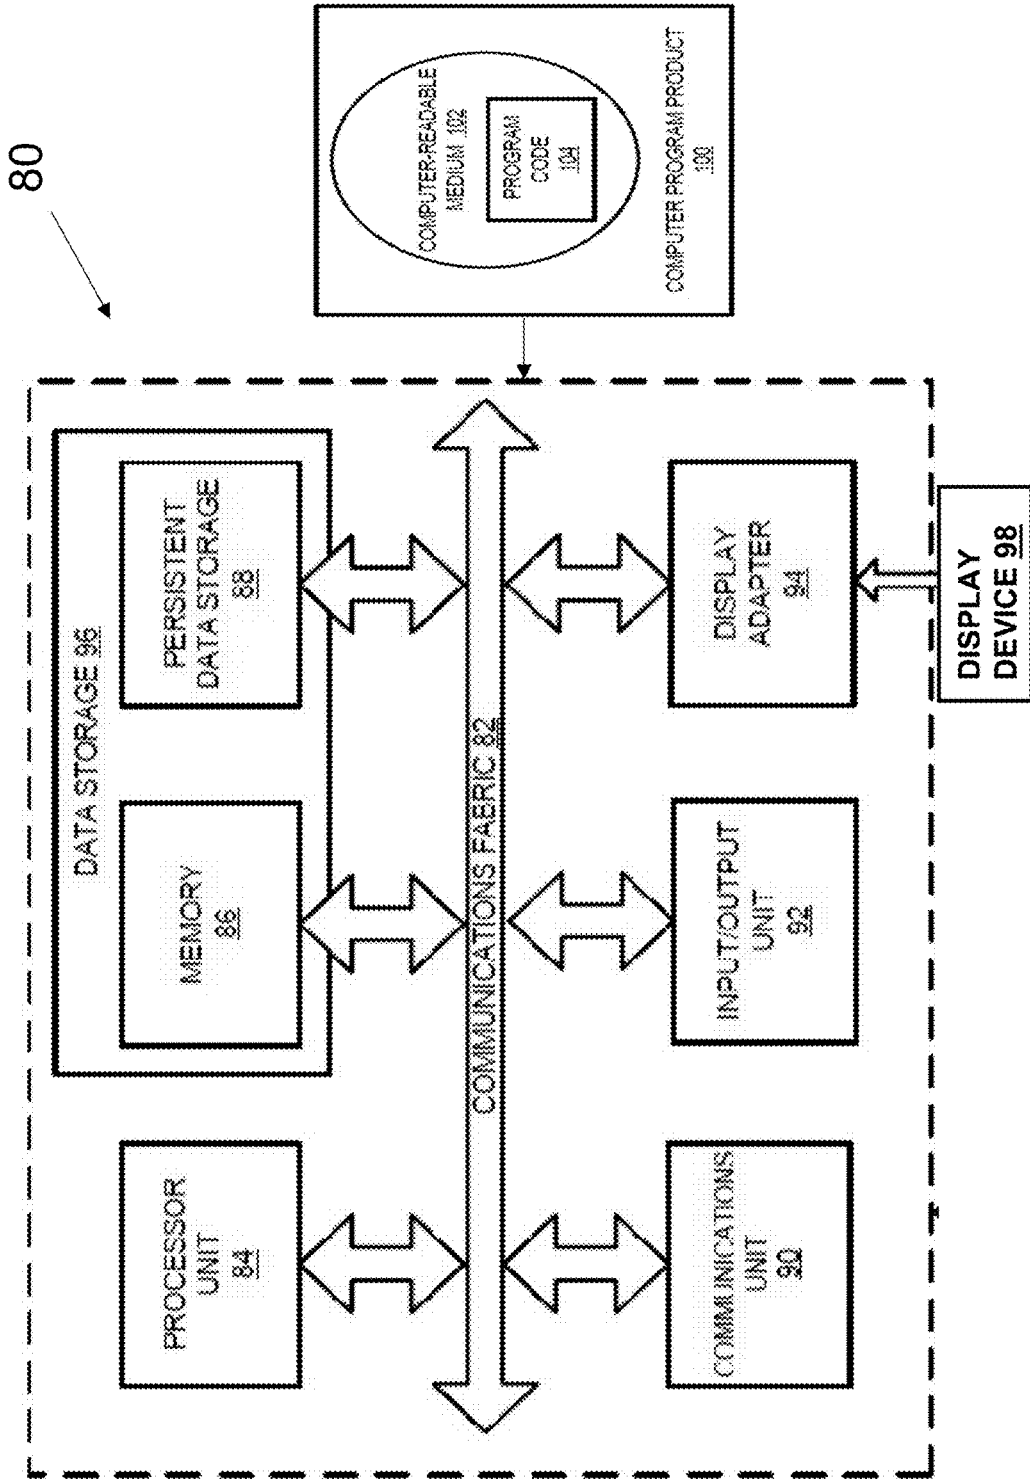 80
DATA STORAGE 96
PROCESSOR
UNIT
84
MEMORY
86
PERSISTENT
DATA STORAGE
88
COMMUNICATIONS FABRIC 82
COMMUNICATIONS
UNIT
90
INPUT/OUTPUT
UNIT
92
DISPLAY
ADAPTER
94
DISPLAY
DEVICE 98
COMPUTER-READABLE
MEDIUM 102
PROGRAM
CODE
104
COMPUTER PROGRAM PRODUCT
100